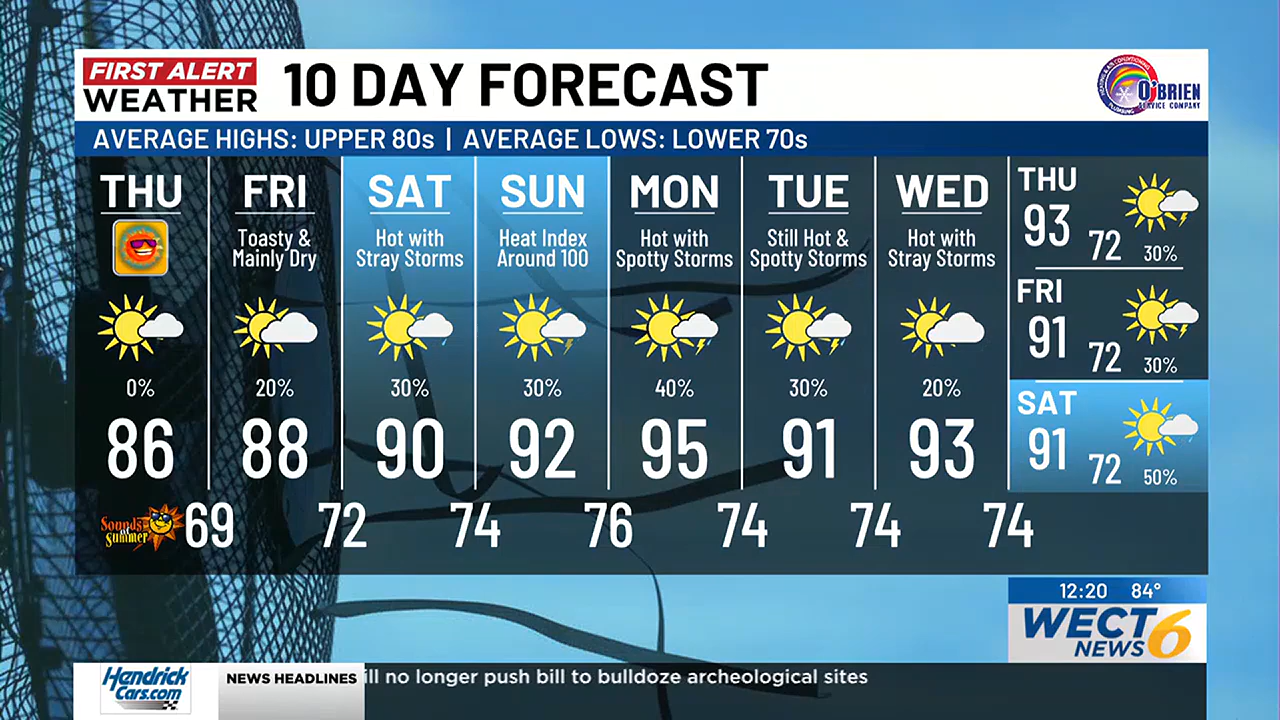 FIRST ALERT
WEATHER
10 DAY FORECAST
O'BRIEN
SERVICE COMPANY
AVERAGE HIGHS: UPPER 80s | AVERAGE LOWS: LOWER 70s
THU
0%
86
FRI
Toasty &
Mainly Dry
20%
88
SAT
Hot with
Stray Storms
30%
90
SUN
Heat Index
Around 100
30%
92
MON
Hot with
Spotty Storms
40%
95
TUE
Still Hot &
Spotty Storms
30%
91
WED
Hot with
Stray Storms
20%
93
THU
93 72 30%
FRI
91 72 30%
SAT
91 72 50%
Sounds
of
Summer
69 72 74 76 74 74 74
12:20 84°
WECT 6
NEWS
Hendrick
Cars.com
NEWS HEADLINES
ill no longer push bill to bulldoze archeological sites